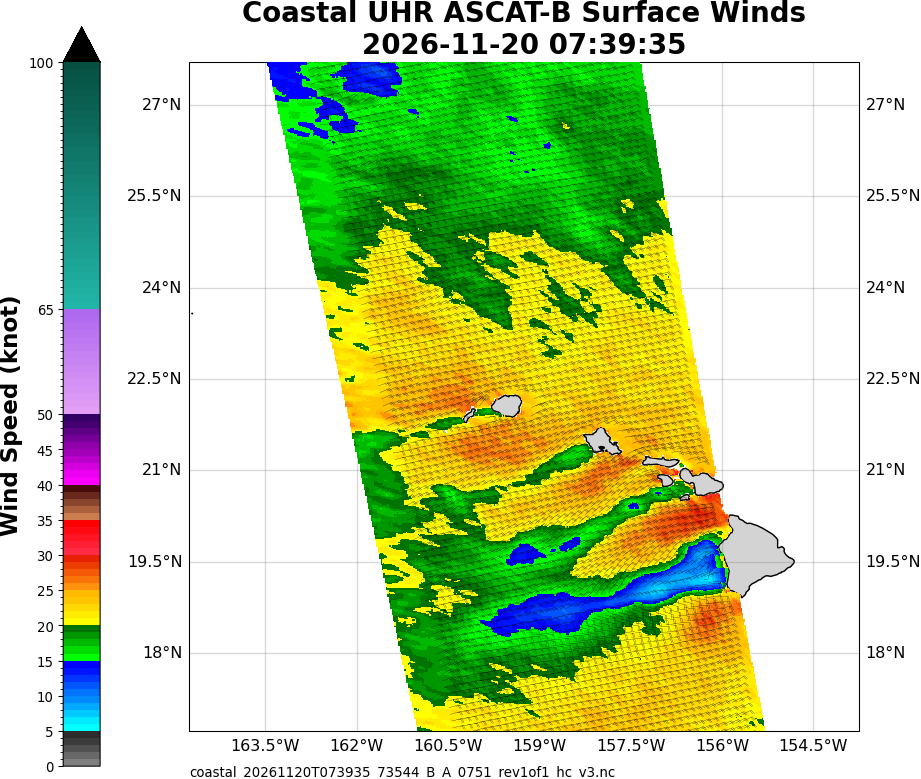 Coastal UHR ASCAT-B Surface Winds
2026-11-20 07:39:35
Wind Speed (knot)
100
65
50
45
40
35
30
25
20
15
10
5
0
27°N
25.5°N
24°N
22.5°N
21°N
19.5°N
18°N
27°N
25.5°N
24°N
22.5°N
21°N
19.5°N
18°N
163.5°W 162°W 160.5°W 159°W 157.5°W 156°W 154.5°W
coastal_20261120T073935_73544_B_A_0751_rev1of1_hc_v3.nc